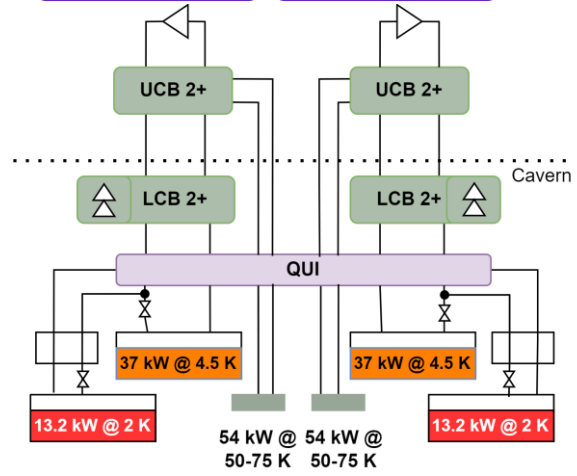 UCB 2+
UCB 2+
Cavern
LCB 2+
LCB 2+
QUI
37 kW @ 4.5 K
37 kW @ 4.5 K
13.2 kW @ 2 K
13.2 kW @ 2 K
54 kW @
50-75 K
54 kW @
50-75 K